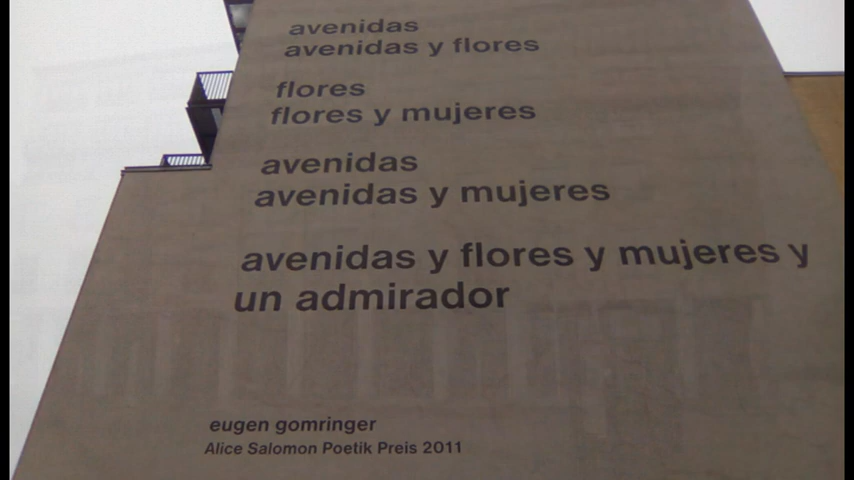 avenidas
avenidas y flores
flores
flores y mujeres
avenidas
avenidas y mujeres
avenidas y flores y mujeres y
un admirador
eugen gomringer
Alice Salomon Poetik Preis 2011